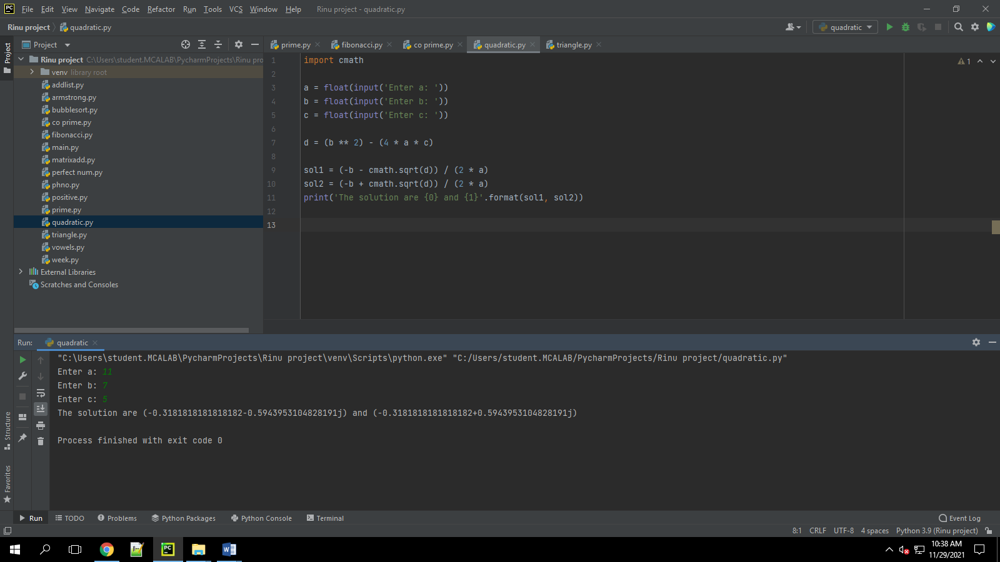 PC File Edit View Navigate Code Refactor Run Tools VCS Window Help Rinu project - quadratic.py
Rinu project quadratic.py quadratic
Project
Project
prime.py fibonacci.py co prime.py quadratic.py triangle.py
Rinu project C:\Users\student.MCALAB\PycharmProjects\Rinu pro
venv library root
addlist.py
armstrong.py
bubblesort.py
co prime.py
fibonacci.py
main.py
matrixadd.py
perfect num.py
phno.py
positive.py
prime.py
quadratic.py
triangle.py
vowels.py
week.py
External Libraries
Scratches and Consoles
1 import cmath
2
3 a = float(input('Enter a: '))
4 b = float(input('Enter b: '))
5 c = float(input('Enter c: '))
6
7 d = (b ** 2) - (4 * a * c)
8
9 sol1 = (-b - cmath.sqrt(d)) / (2 * a)
10 sol2 = (-b + cmath.sqrt(d)) / (2 * a)
11 print('The solution are {0} and {1}'.format(sol1, sol2))
12
13
1
Run: quadratic
"C:\Users\student.MCALAB\PycharmProjects\Rinu project\venv\Scripts\python.exe" "C:/Users/student.MCALAB/PycharmProjects/Rinu project/quadratic.py"
Enter a: 11
Enter b: 7
Enter c: 5
The solution are (-0.3181818181818182-0.5943953104828191j) and (-0.3181818181818182+0.5943953104828191j)
Process finished with exit code 0
Structure
Favorites
Run TODO Problems Python Packages Python Console Terminal Event Log
8:1 CRLF UTF-8 4 spaces Python 3.9 (Rinu project)
PC W 10:38 AM
11/29/2021